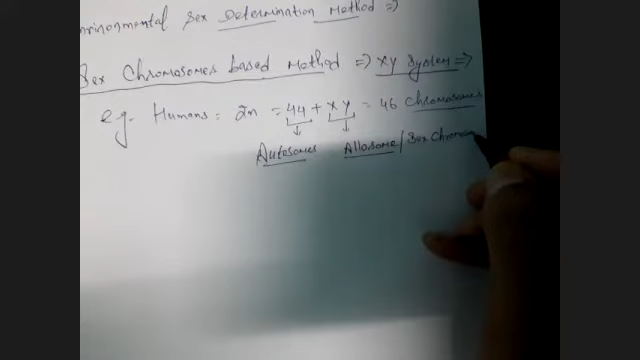 Environmental Sex Determination Method ⇒
Sex Chromosomes based Method ⇒ XY System ⇒
e.g. Humans = 2n = 44 + XY = 46 Chromosomes
Autosomes Allosome / Sex Chromosom